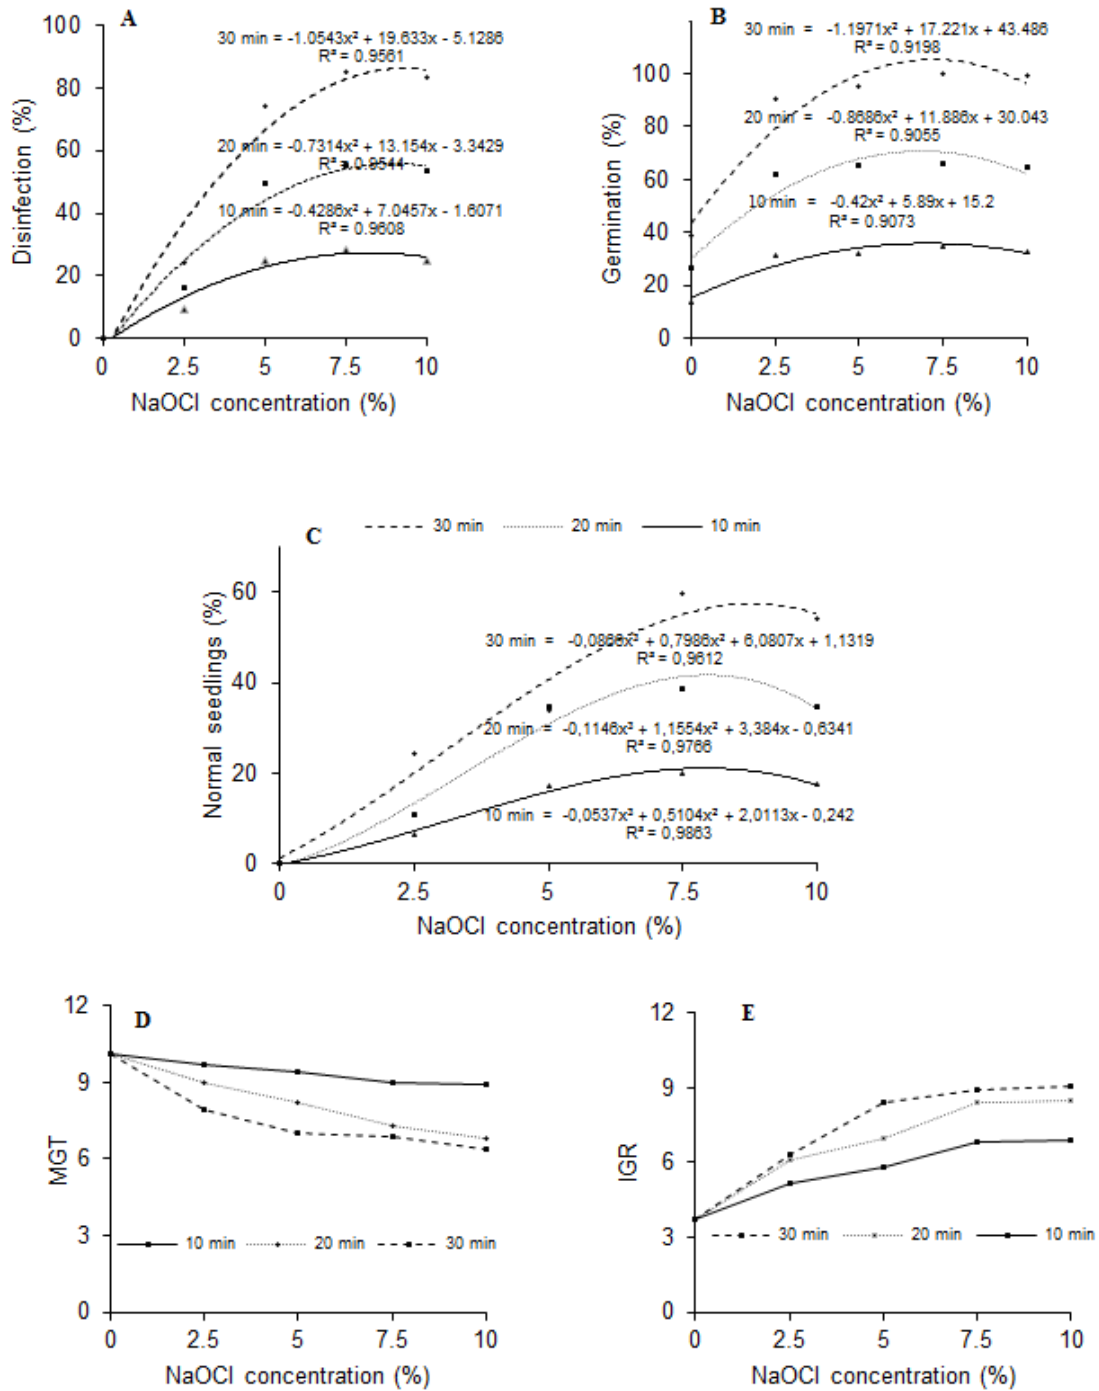 A
30 min = -1.0543x² + 19.633x - 5.1286
R² = 0.9561
20 min = -0.7314x² + 13.154x - 3.3429
R² = 0.9544
10 min = -0.4286x² + 7.0457x - 1.6071
R² = 0.9608
Disinfection (%)
100
80
60
40
20
0
0 2.5 5 7.5 10
NaOCl concentration (%)
B
30 min = -1.1971x² + 17.221x + 43.486
R² = 0.9198
20 min = -0.8686x² + 11.886x + 30.043
R² = 0.9055
10 min = -0.42x² + 5.89x + 15.2
R² = 0.9073
Germination (%)
100
80
60
40
20
0
0 2.5 5 7.5 10
NaOCl concentration (%)
C
30 min 20 min 10 min
30 min = -0,0866x² + 0,7986x² + 6,0807x + 1,1319
R² = 0,9612
20 min = -0,1146x² + 1,1554x² + 3,384x - 0,6341
R² = 0,9766
10 min = -0,0537x² + 0,5104x² + 2,0113x - 0,242
R² = 0,9863
Normal seedlings (%)
60
40
20
0
0 2.5 5 7.5 10
NaOCl concentration (%)
D
MGT
12
9
6
3
0
10 min 20 min 30 min
0 2.5 5 7.5 10
NaOCl concentration (%)
E
IGR
12
9
6
3
0
30 min 20 min 10 min
0 2.5 5 7.5 10
NaOCl concentration (%)